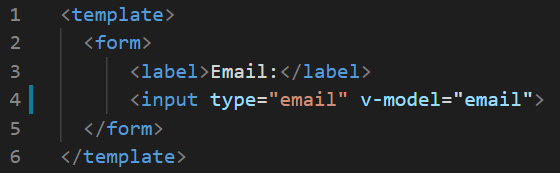 1 <template>
2 <form>
3 <label>Email:</label>
4 <input type="email" v-model="email">
5 </form>
6 </template>